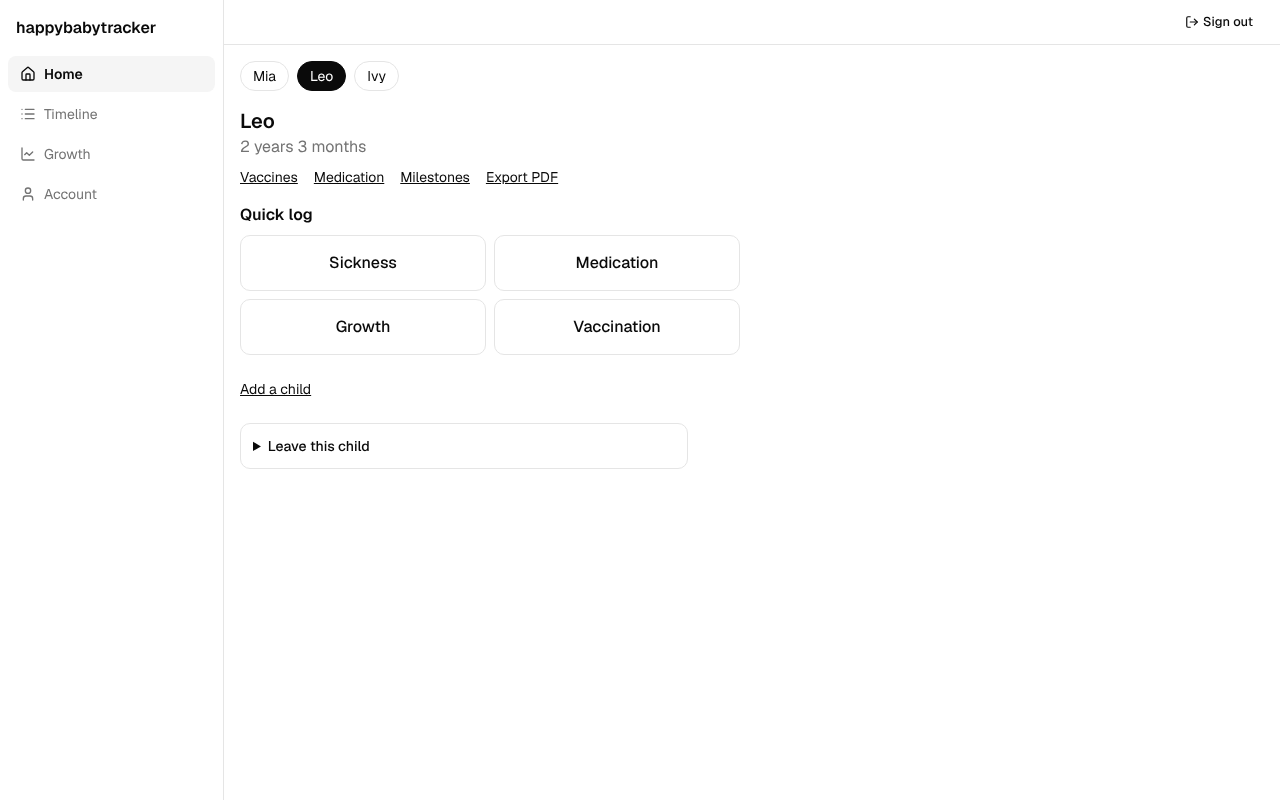 happybabytracker
Sign out
Home
Timeline
Growth
Account
Mia Leo Ivy
Leo
2 years 3 months
Vaccines Medication Milestones Export PDF
Quick log
Sickness Medication
Growth Vaccination
Add a child
Leave this child